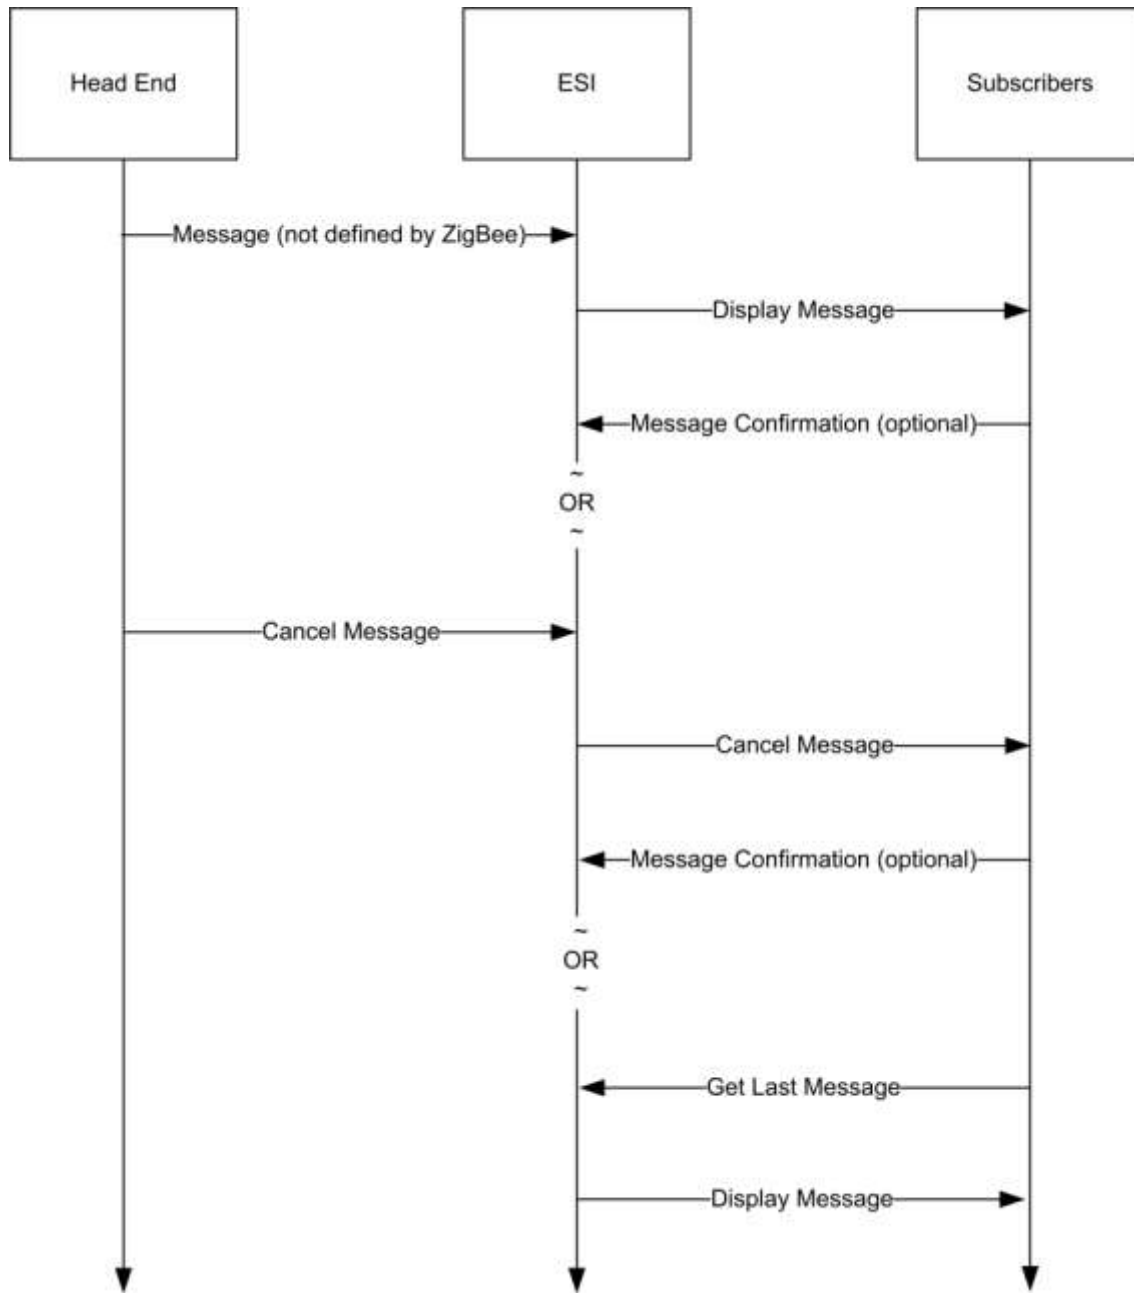 Head End
ESI
Subscribers
Message (not defined by ZigBee)
Display Message
Message Confirmation (optional)
~
OR
~
Cancel Message
Cancel Message
Message Confirmation (optional)
~
OR
~
Get Last Message
Display Message